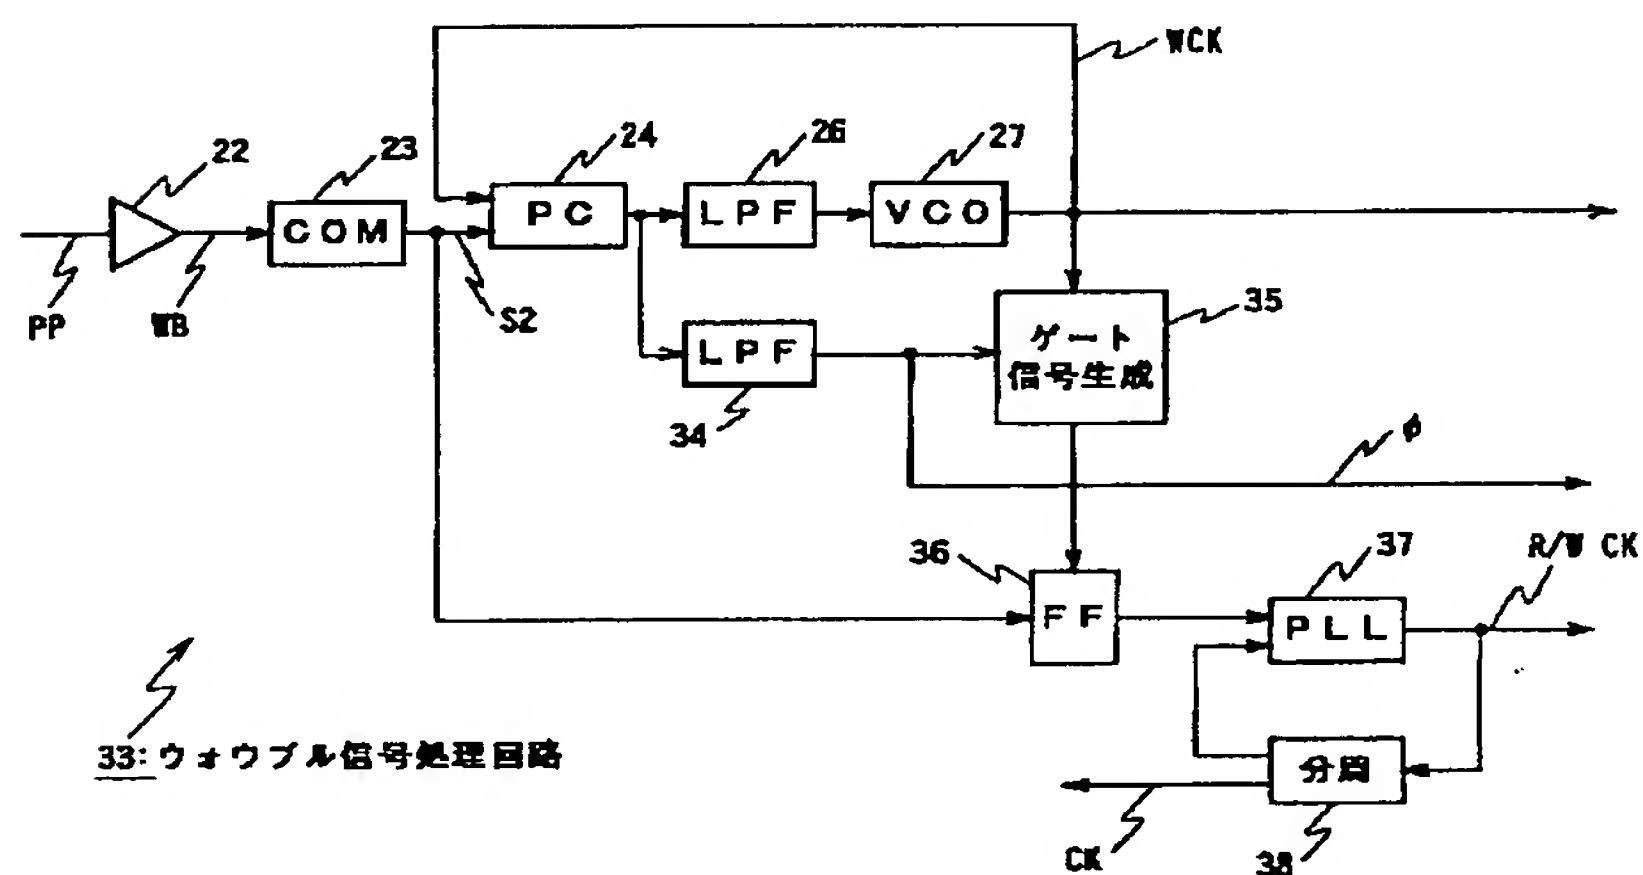 WCK
22
23
24
26
27
COM
PC
LPF
VCO
PP
WB
S2
LPF
34
ゲート
信号生成
35
φ
36
FF
37
PLL
R/W CK
33:ウォウブル信号処理回路
分周
CK
38